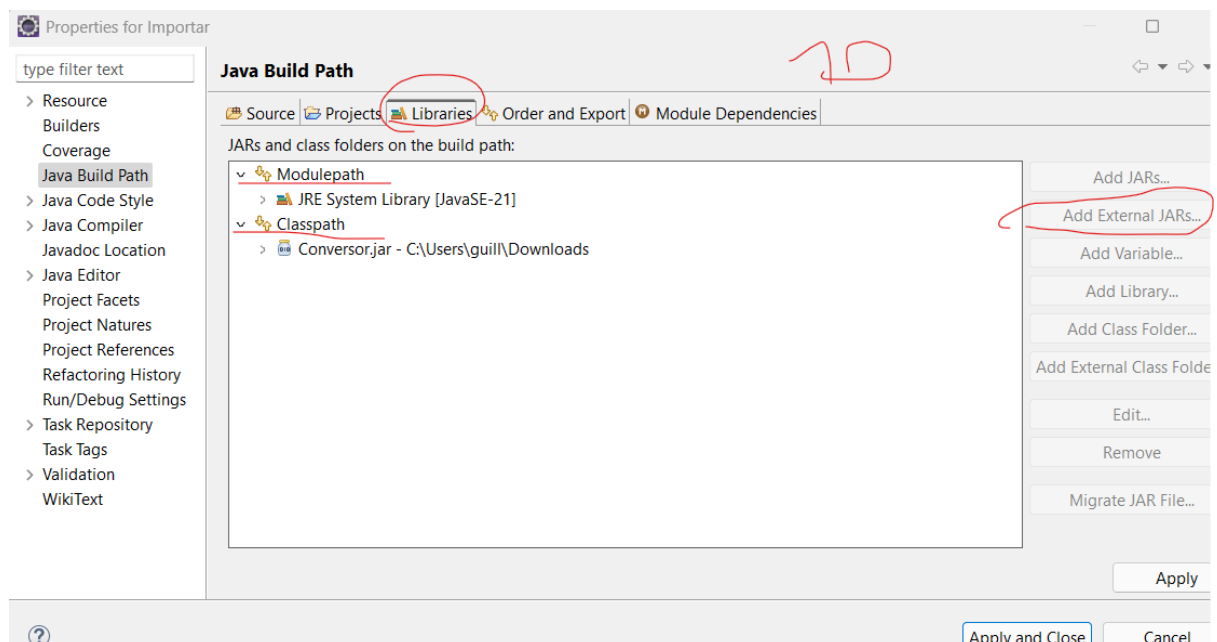 Properties for Importar
type filter text
Java Build Path
1D
Resource
Builders
Coverage
Java Build Path
Java Code Style
Java Compiler
Javadoc Location
Java Editor
Project Facets
Project Natures
Project References
Refactoring History
Run/Debug Settings
Task Repository
Task Tags
Validation
WikiText
Source Projects Libraries Order and Export Module Dependencies
JARs and class folders on the build path:
Modulepath
JRE System Library [JavaSE-21]
Classpath
Conversor.jar - C:\Users\guill\Downloads
Add JARs...
Add External JARs...
Add Variable...
Add Library...
Add Class Folder...
Add External Class Folde
Edit...
Remove
Migrate JAR File...
Apply
? Apply and Close Cancel